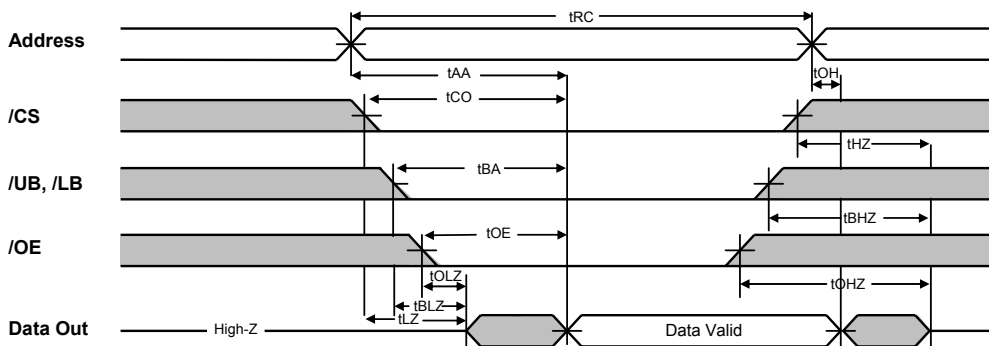 tRC
Address
tAA
tOH
/CS
tCO
tHZ
/UB, /LB
tBA
tBHZ
/OE
tOE
tOLZ
tOHZ
tBLZ
tLZ
Data Out
High-Z
Data Valid